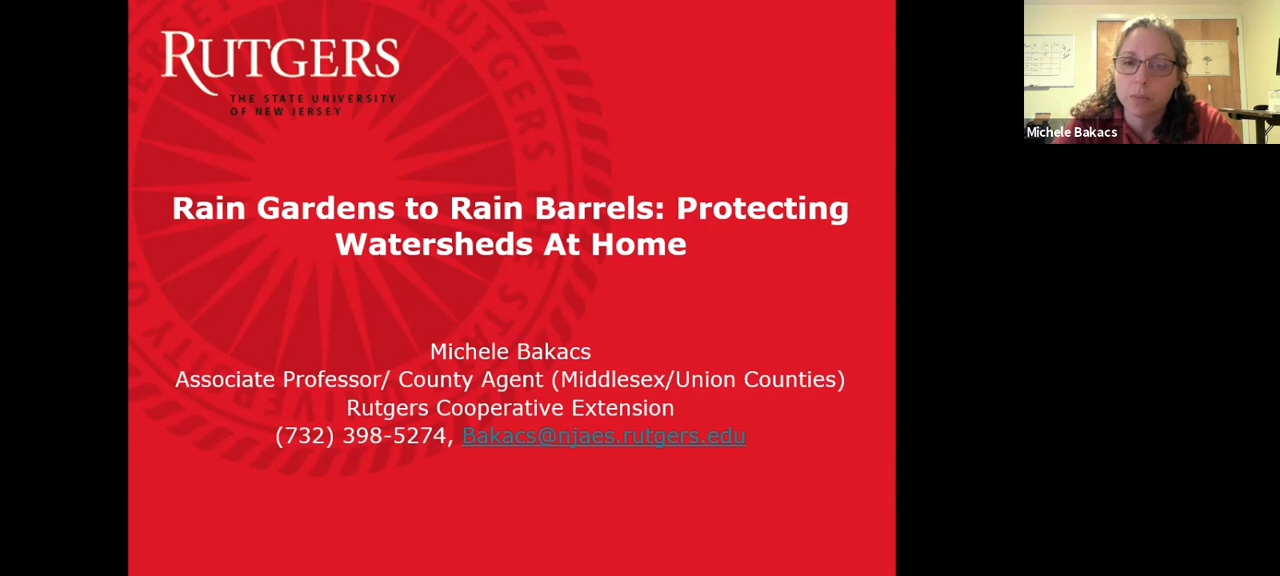 RUTGERS
THE STATE UNIVERSITY
OF NEW JERSEY
Rain Gardens to Rain Barrels: Protecting
Watersheds At Home
Michele Bakacs
Associate Professor/ County Agent (Middlesex/Union Counties)
Rutgers Cooperative Extension
(732) 398-5274, Bakacs@njaes.rutgers.edu
Michele Bakacs